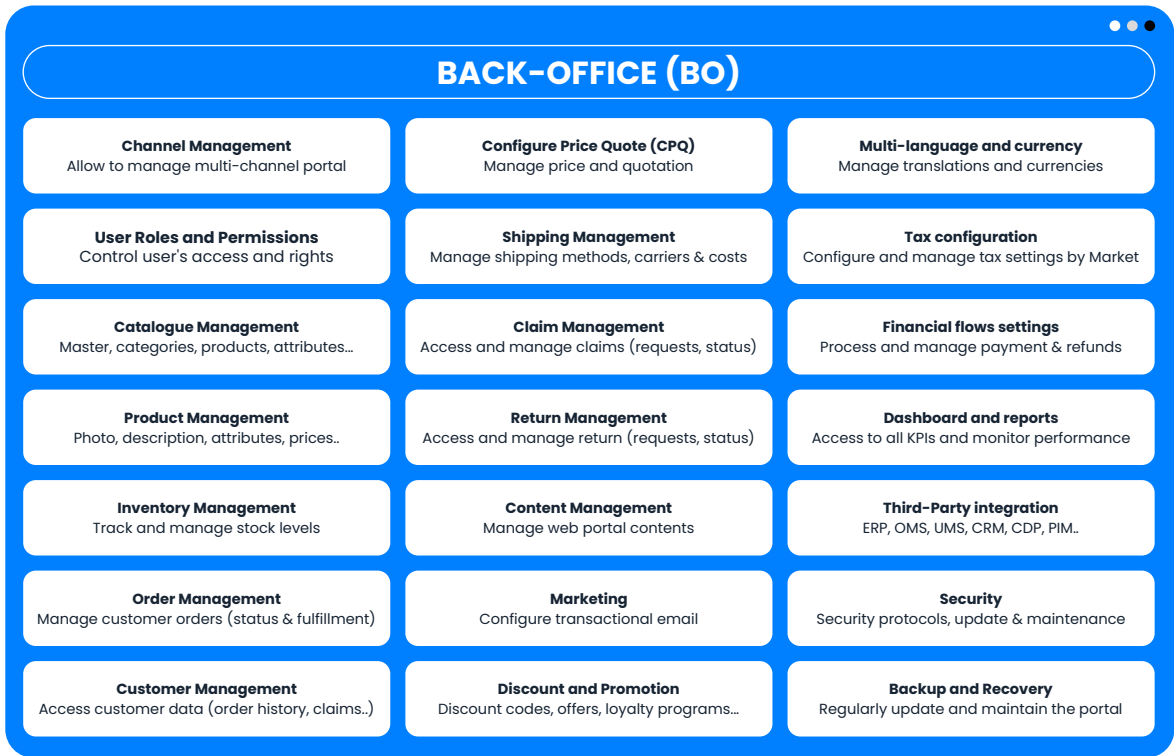 BACK-OFFICE (BO)
Channel Management
Allow to manage multi-channel portal
Configure Price Quote (CPQ)
Manage price and quotation
Multi-language and currency
Manage translations and currencies
User Roles and Permissions
Control user's access and rights
Shipping Management
Manage shipping methods, carriers & costs
Tax configuration
Configure and manage tax settings by Market
Catalogue Management
Master, categories, products, attributes...
Claim Management
Access and manage claims (requests, status)
Financial flows settings
Process and manage payment & refunds
Product Management
Photo, description, attributes, prices..
Return Management
Access and manage return (requests, status)
Dashboard and reports
Access to all KPIs and monitor performance
Inventory Management
Track and manage stock levels
Content Management
Manage web portal contents
Third-Party integration
ERP, OMS, UMS, CRM, CDP, PIM..
Order Management
Manage customer orders (status & fulfillment)
Marketing
Configure transactional email
Security
Security protocols, update & maintenance
Customer Management
Access customer data (order history, claims..)
Discount and Promotion
Discount codes, offers, loyalty programs...
Backup and Recovery
Regularly update and maintain the portal